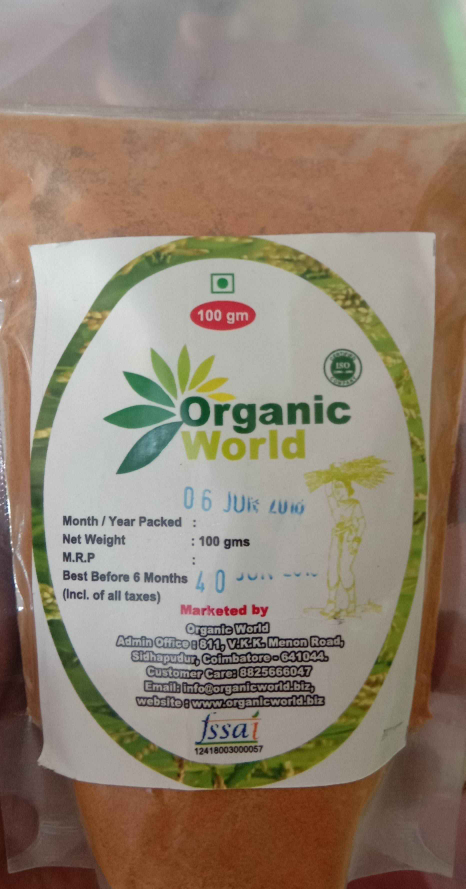 100 gm
ISO
Organic
World
06 JUN
Month / Year Packed :
Net Weight : 100 gms
M.R.P :
Best Before 6 Months 40
(Incl. of all taxes)
Marketed by
Organic World
Admin Office : 811, V.K.K. Menon Road,
Sidhapudur, Coimbatore - 641044.
Customer Care: 8825666047
Email: info@organicworld.biz,
website : www.organicworld.biz
fssai
12418003000057